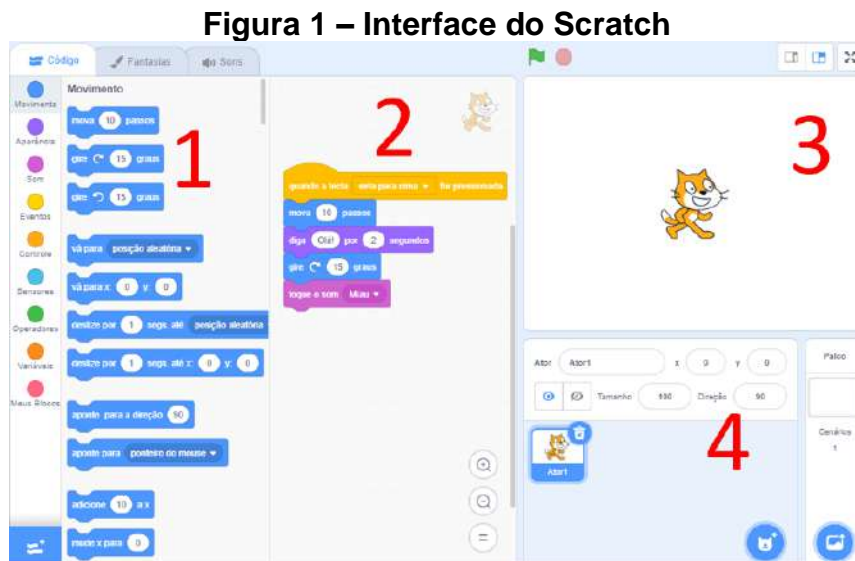 Figura 1 – Interface do Scratch
Código Fantasias Sons
Movimento
Aparência
Som
Eventos
Controle
Sensores
Operadores
Variáveis
Meus Blocos
Movimento
mova 10 passos
gire 15 graus
gire 15 graus
vá para posição aleatória
vá para x: 0 y: 0
deslize por 1 segs. até posição aleatória
deslize por 1 segs. até x: 0 y: 0
aponte para a direção 90
aponte para ponteiro do mouse
adicione 10 a x
mude x para 0
1
2
quando a tecla seta para cima for pressionada
mova 10 passos
diga Olá! por 2 segundos
gire 15 graus
toque o som Miau
3
Ator Ator1 x 0 y 0
Tamanho 100 Direção 90
Ator1
4
Palco
Cenários
1